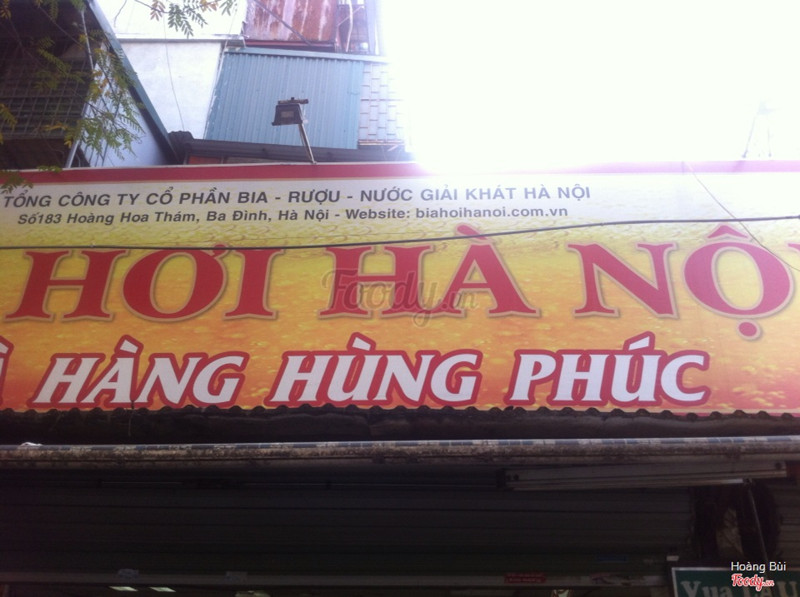 TỔNG CÔNG TY CỔ PHẦN BIA - RƯỢU - NƯỚC GIẢI KHÁT HÀ NỘI
Số183 Hoàng Hoa Thám, Ba Đình, Hà Nội - Website: biahoihanoi.com.vn
HƠI HÀ NỘ
Foody.vn
HÀNG HÙNG PHÚC
Hoàng Bùi
Foody.vn
Vua